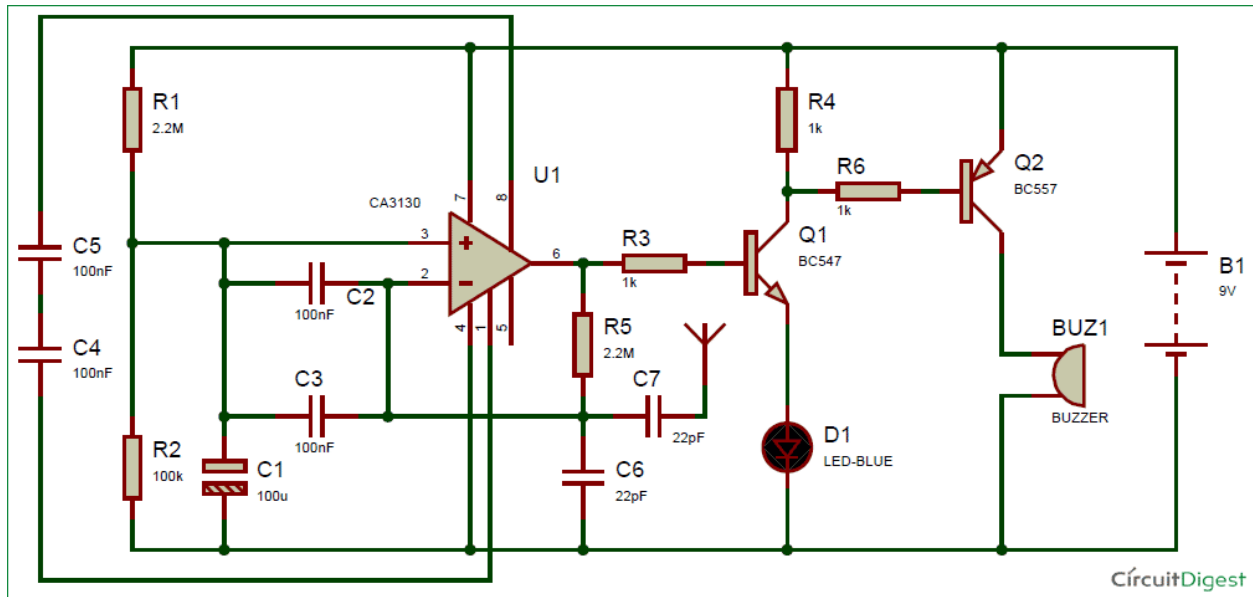 R1
2.2M
C5
100nF
C4
100nF
R2
100k
C1
100u
C2
100nF
C3
100nF
CA3130
U1
3
2
7
8
6
4
1
5
R3
1k
R5
2.2M
C7
22pF
C6
22pF
R4
1k
R6
1k
Q1
BC547
Q2
BC557
D1
LED-BLUE
BUZ1
BUZZER
B1
9V
CírcuitDigest